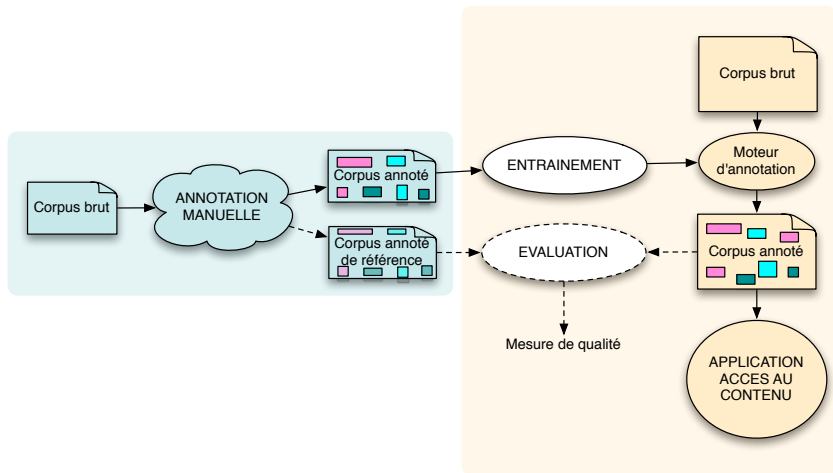 Corpus brut
ANNOTATION
MANUELLE
Corpus annoté
Corpus annoté
de référence
ENTRAINEMENT
EVALUATION
Mesure de qualité
Corpus brut
Moteur
d'annotation
Corpus annoté
APPLICATION
ACCES AU
CONTENU